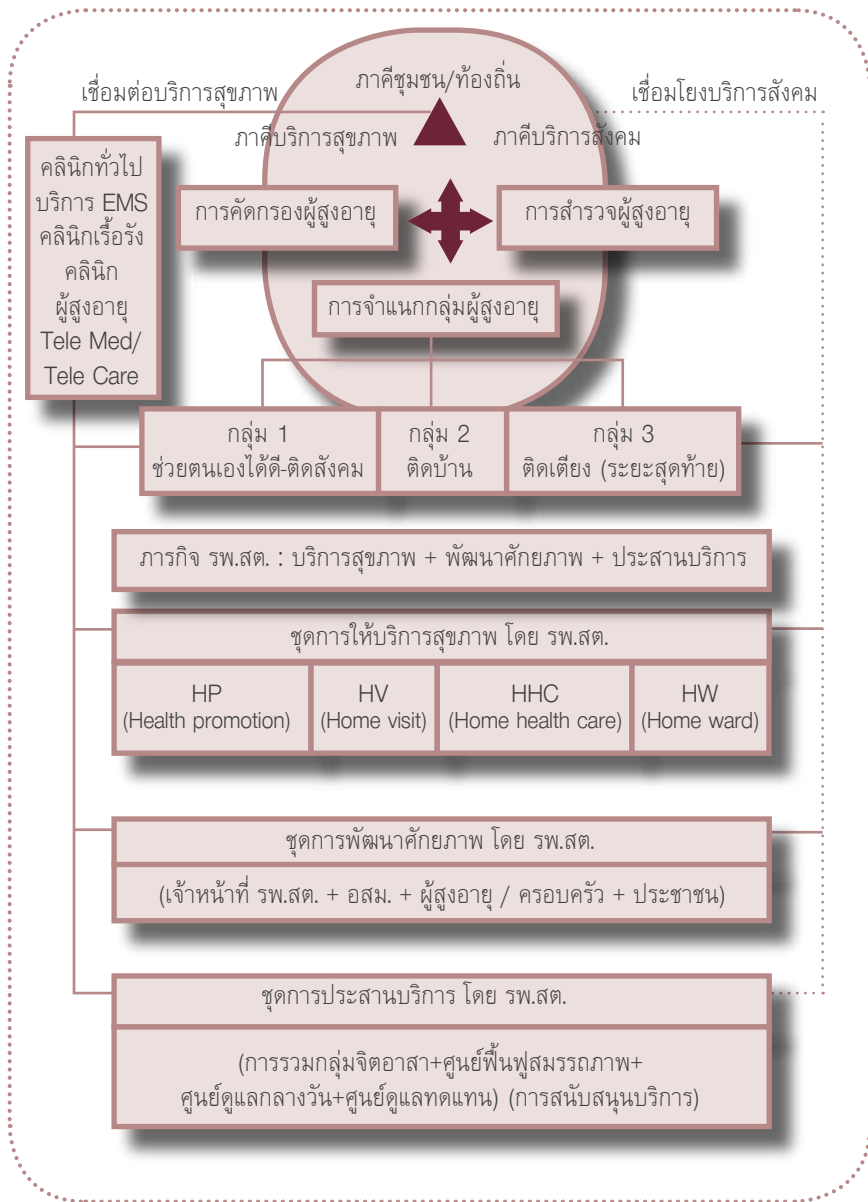 ภาคีชุมชน/ท้องถิ่น
เชื่อมต่อบริการสุขภาพ
เชื่อมโยงบริการสังคม
ภาคีบริการสุขภาพ
ภาคีบริการสังคม
คลินิกทั่วไป
บริการ EMS
คลินิกเรื้อรัง
คลินิก
ผู้สูงอายุ
Tele Med/
Tele Care
การคัดกรองผู้สูงอายุ
การสำรวจผู้สูงอายุ
การจำแนกกลุ่มผู้สูงอายุ
กลุ่ม 1
ช่วยตนเองได้ดี-ติดสังคม
กลุ่ม 2
ติดบ้าน
กลุ่ม 3
ติดเตียง (ระยะสุดท้าย)
ภารกิจ รพ.สต. : บริการสุขภาพ + พัฒนาศักยภาพ + ประสานบริการ
ชุดการให้บริการสุขภาพ โดย รพ.สต.
HP
(Health promotion)
HV
(Home visit)
HHC
(Home health care)
HW
(Home ward)
ชุดการพัฒนาศักยภาพ โดย รพ.สต.
(เจ้าหน้าที่ รพ.สต. + อสม. + ผู้สูงอายุ / ครอบครัว + ประชาชน)
ชุดการประสานบริการ โดย รพ.สต.
(การรวมกลุ่มจิตอาสา+ศูนย์ฟื้นฟูสมรรถภาพ+
ศูนย์ดูแลกลางวัน+ศูนย์ดูแลทดแทน) (การสนับสนุนบริการ)